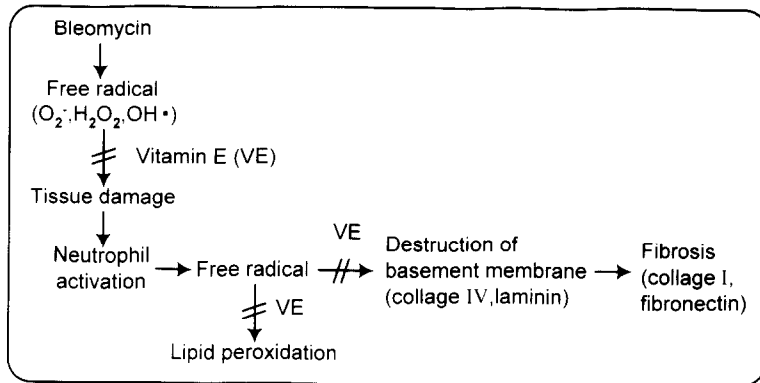 Bleomycin
Free radical
(O₂⁻,H₂O₂,OH•)
Vitamin E (VE)
Tissue damage
Neutrophil
activation
Free radical
VE
VE
Lipid peroxidation
Destruction of
basement membrane
(collage IV,laminin)
Fibrosis
(collage I,
fibronectin)